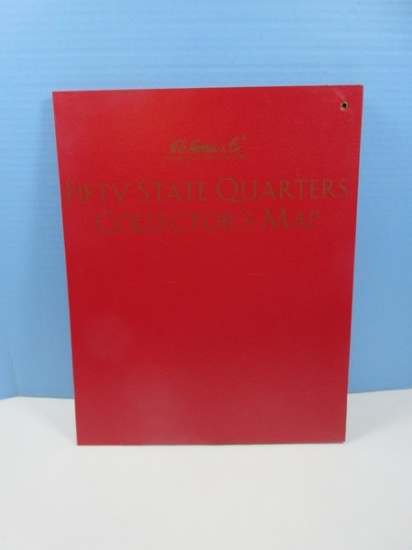 FIFTY STATE QUARTERS
COLLECTOR'S MAP